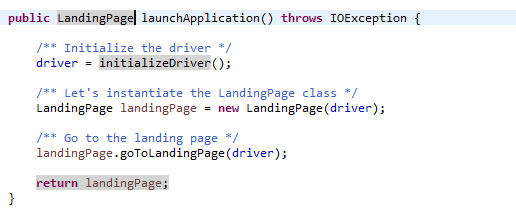 public LandingPage launchApplication() throws IOException {
/** Initialize the driver */
driver = initializeDriver();
/** Let's instantiate the LandingPage class */
LandingPage landingPage = new LandingPage(driver);
/** Go to the landing page */
landingPage.goToLandingPage(driver);
return landingPage;
}